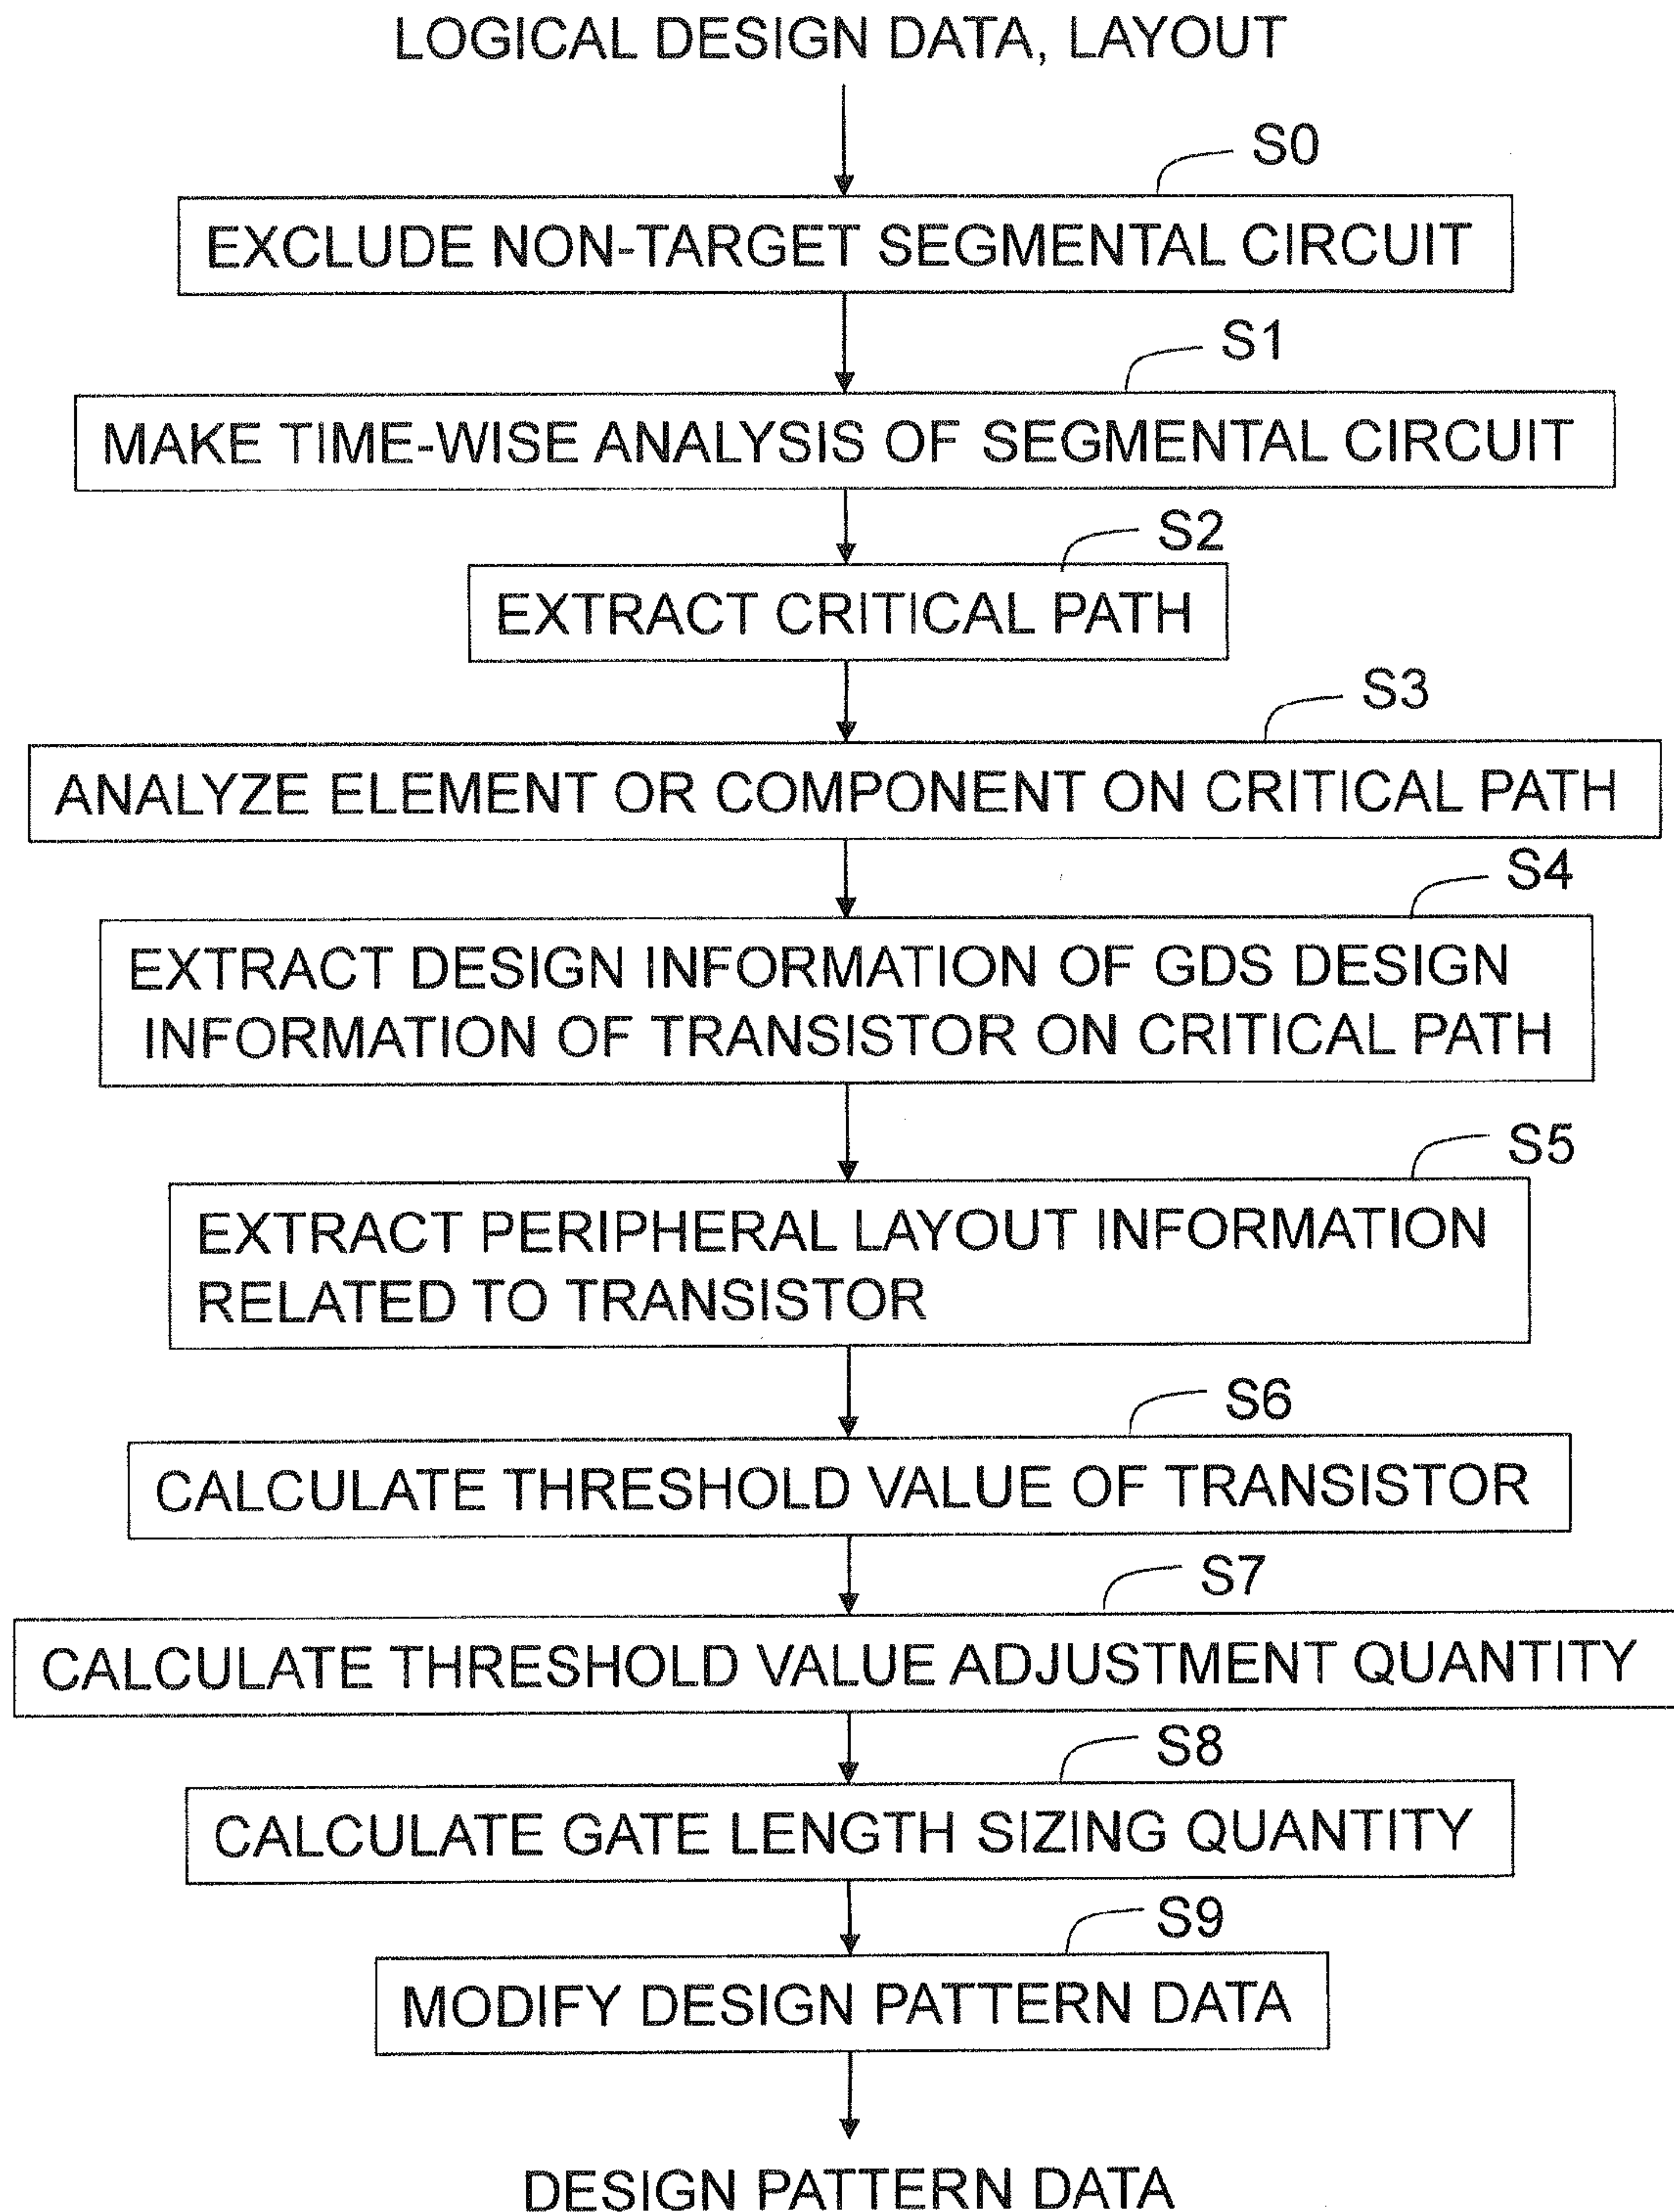 LOGICAL DESIGN DATA, LAYOUT
S0
EXCLUDE NON-TARGET SEGMENTAL CIRCUIT
S1
MAKE TIME-WISE ANALYSIS OF SEGMENTAL CIRCUIT
S2
EXTRACT CRITICAL PATH
S3
ANALYZE ELEMENT OR COMPONENT ON CRITICAL PATH
S4
EXTRACT DESIGN INFORMATION OF GDS DESIGN
INFORMATION OF TRANSISTOR ON CRITICAL PATH
S5
EXTRACT PERIPHERAL LAYOUT INFORMATION
RELATED TO TRANSISTOR
S6
CALCULATE THRESHOLD VALUE OF TRANSISTOR
S7
CALCULATE THRESHOLD VALUE ADJUSTMENT QUANTITY
S8
CALCULATE GATE LENGTH SIZING QUANTITY
S9
MODIFY DESIGN PATTERN DATA
DESIGN PATTERN DATA